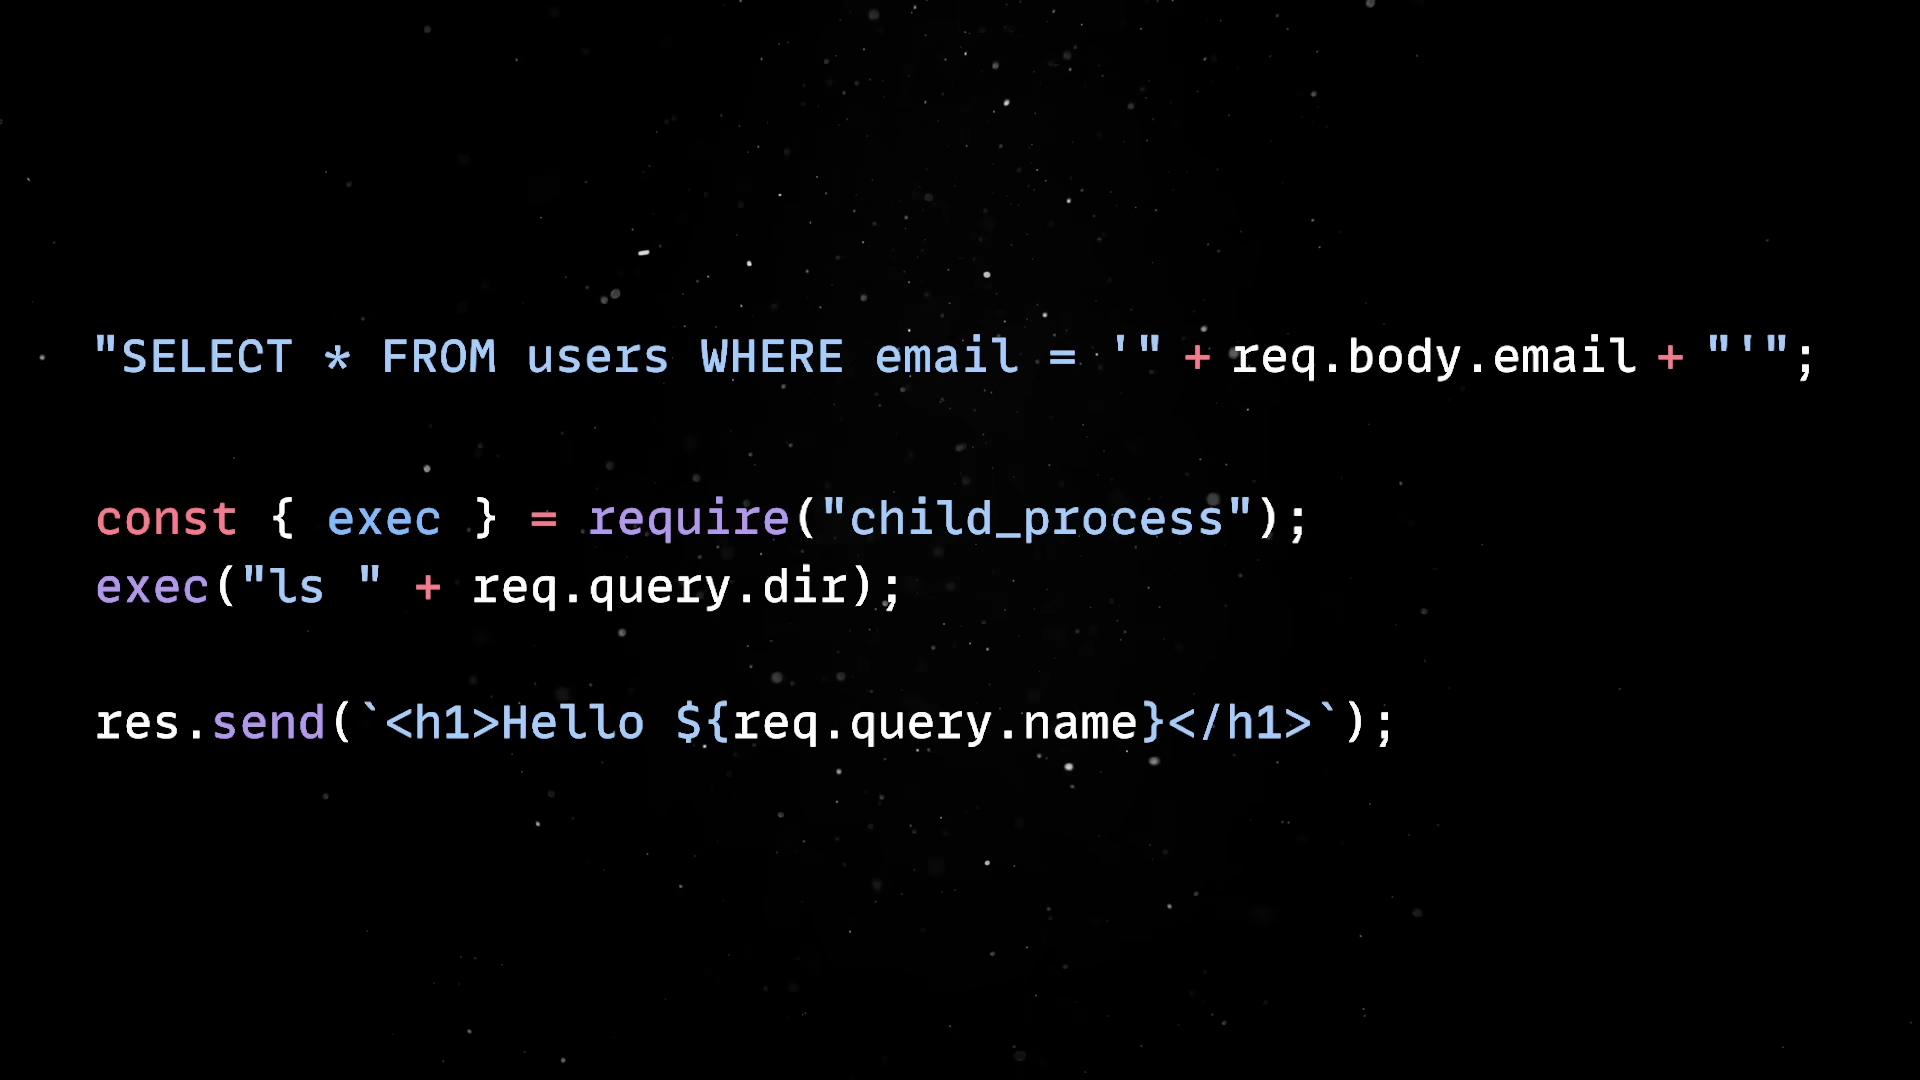 "SELECT * FROM users WHERE email = '" + req.body.email + "'";
const { exec } = require("child_process");
exec("ls " + req.query.dir);
res.send(`<h1>Hello ${req.query.name}</h1>`);